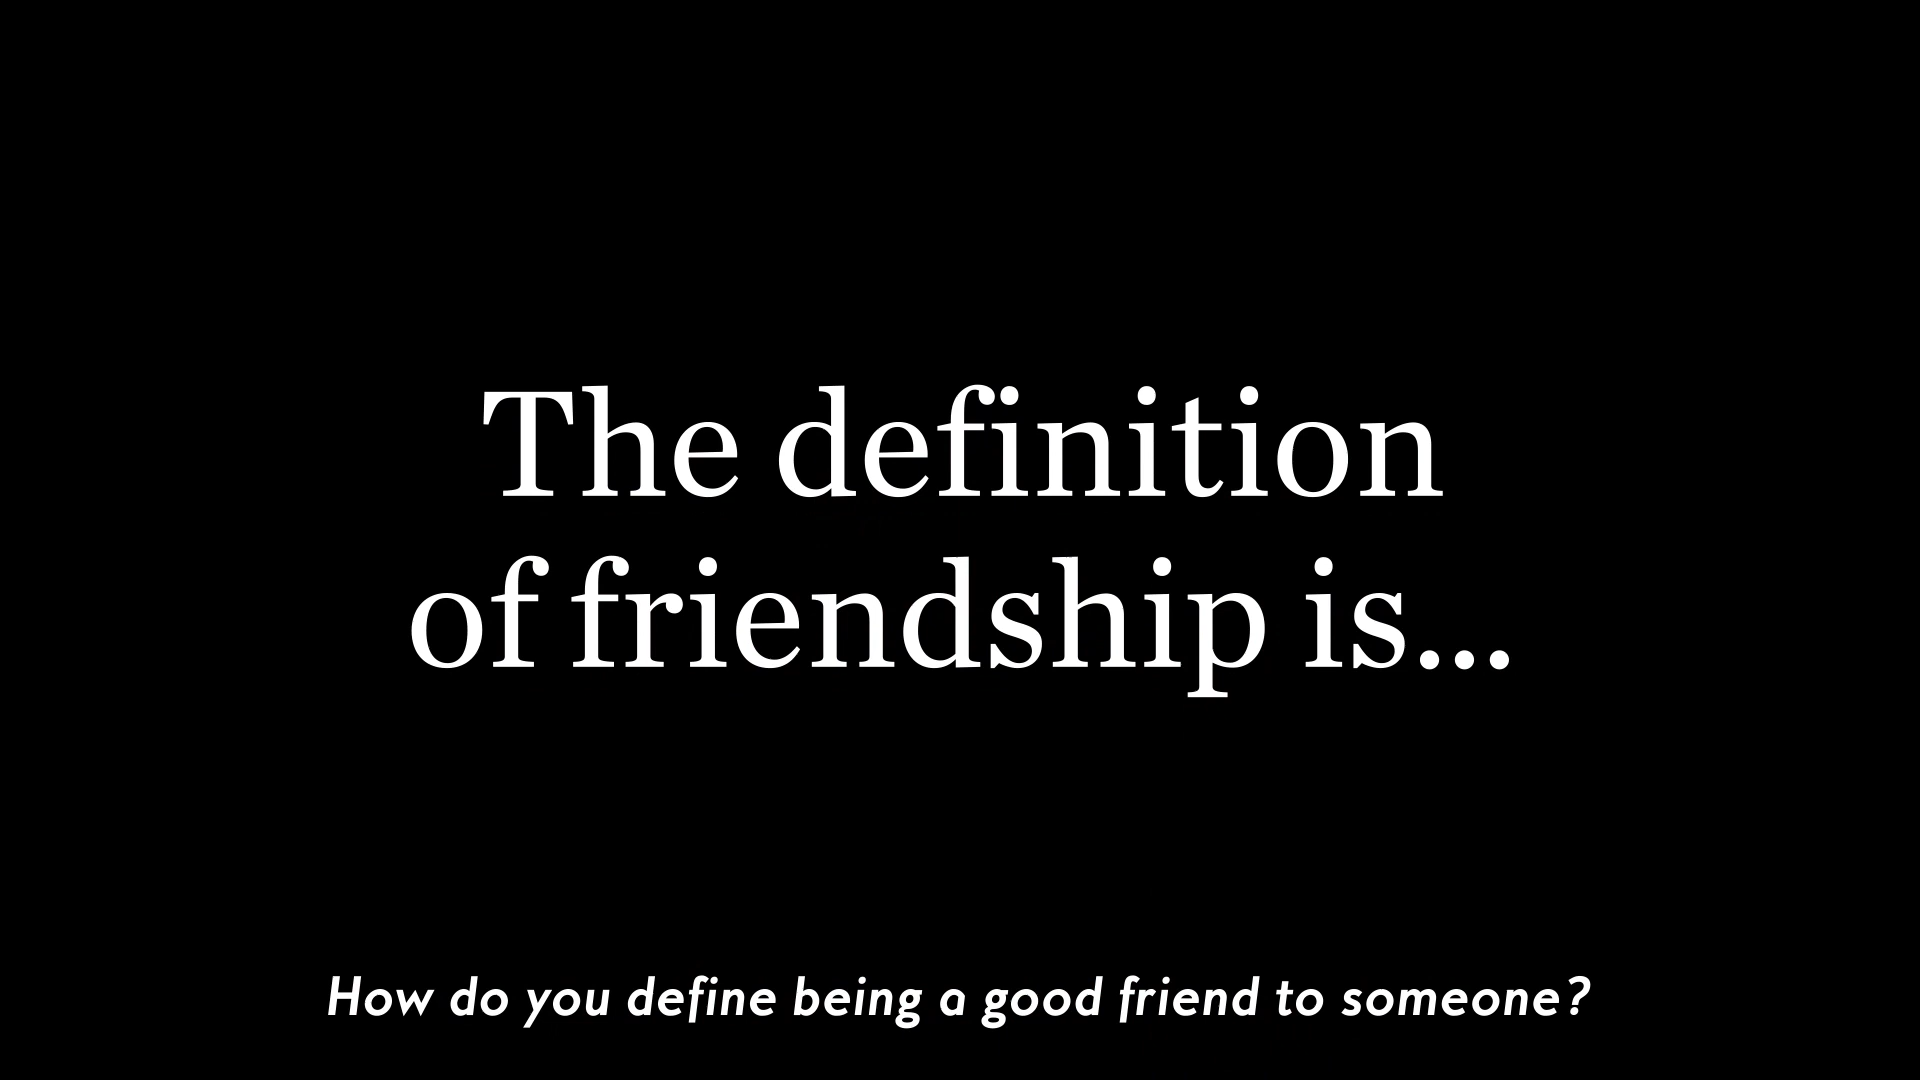 The definition
of friendship is...
How do you define being a good friend to someone?